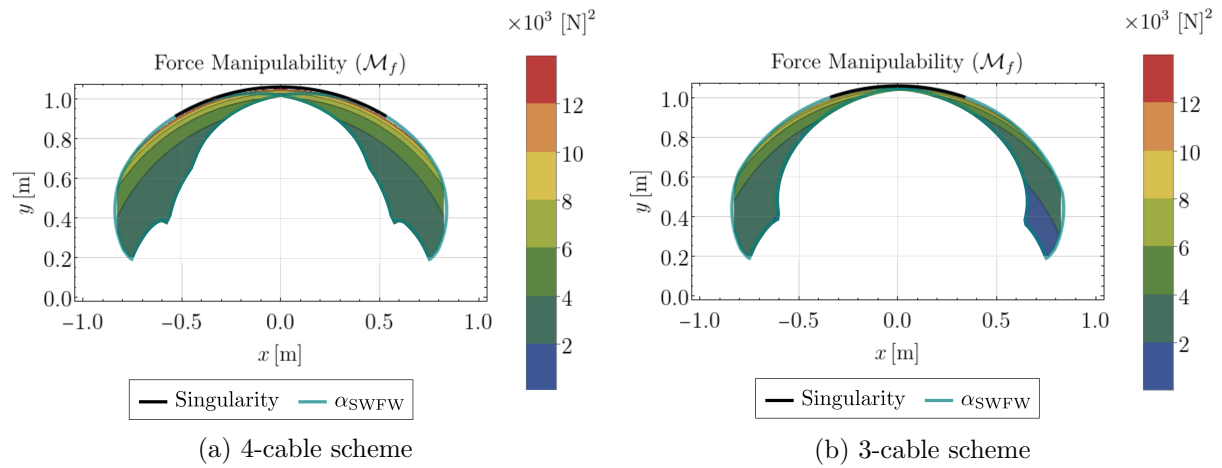 ×10³ [N]²
Force Manipulability (𝓜_f)
1.0
0.8
0.6
0.4
0.2
0.0
y [m]
−1.0 −0.5 0.0 0.5 1.0
x [m]
12
10
8
6
4
2
Singularity α_SWFW
(a) 4-cable scheme
×10³ [N]²
Force Manipulability (𝓜_f)
1.0
0.8
0.6
0.4
0.2
0.0
y [m]
−1.0 −0.5 0.0 0.5 1.0
x [m]
12
10
8
6
4
2
Singularity α_SWFW
(b) 3-cable scheme